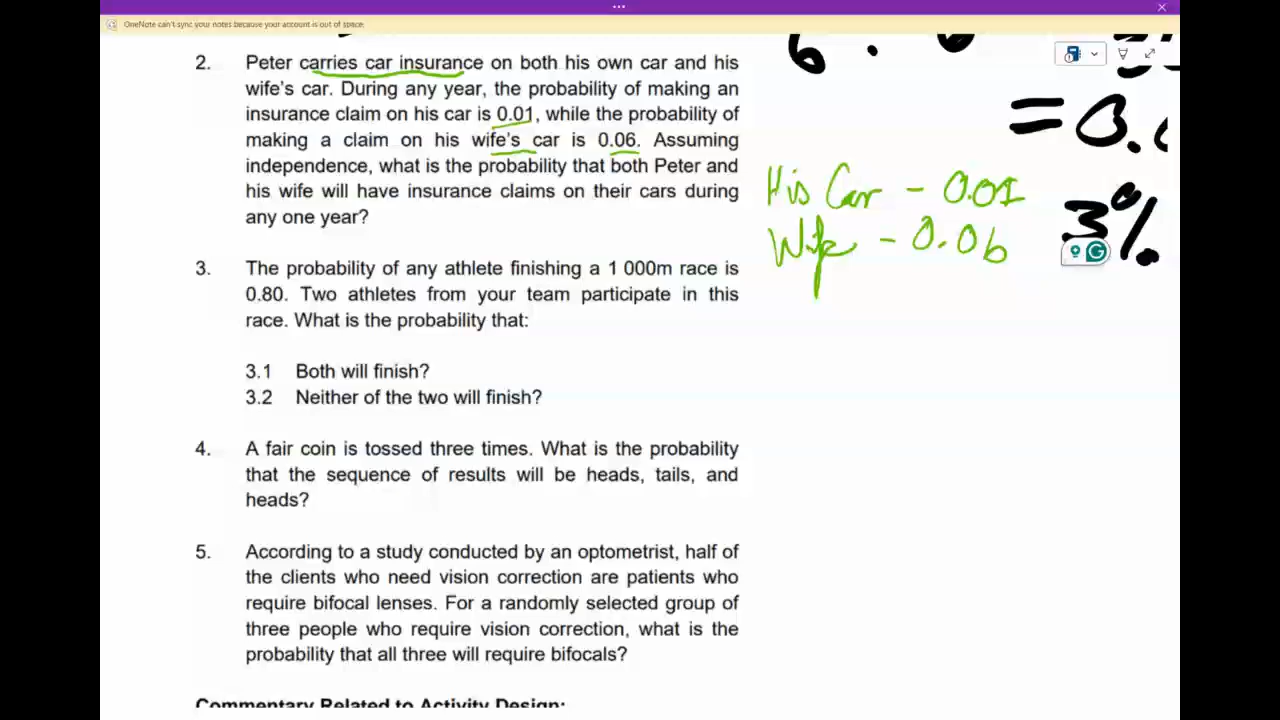 OneNote can't sync your notes because your account is out of space.
2. Peter carries car insurance on both his own car and his
wife's car. During any year, the probability of making an
insurance claim on his car is 0.01, while the probability of
making a claim on his wife's car is 0.06. Assuming
independence, what is the probability that both Peter and
his wife will have insurance claims on their cars during
any one year?
His Car - 0.01
Wife - 0.06
3%
3. The probability of any athlete finishing a 1 000m race is
0.80. Two athletes from your team participate in this
race. What is the probability that:
3.1 Both will finish?
3.2 Neither of the two will finish?
4. A fair coin is tossed three times. What is the probability
that the sequence of results will be heads, tails, and
heads?
5. According to a study conducted by an optometrist, half of
the clients who need vision correction are patients who
require bifocal lenses. For a randomly selected group of
three people who require vision correction, what is the
probability that all three will require bifocals?
Commentary Related to Activity Design: